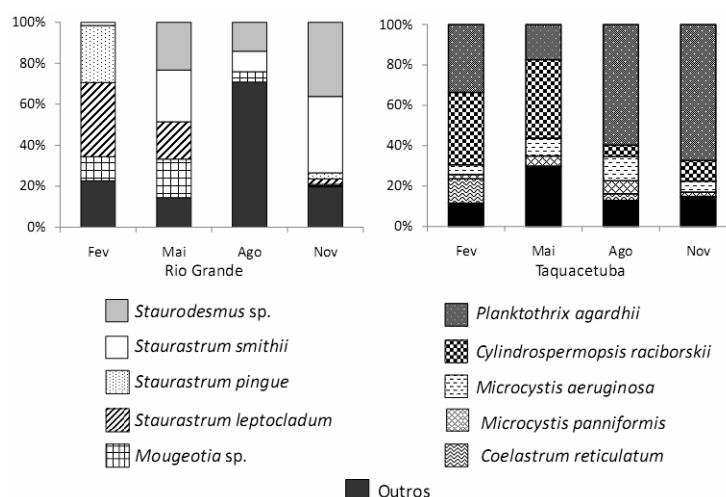 100%
80%
60%
40%
20%
0%
Fev
Mai
Ago
Nov
Rio Grande
100%
80%
60%
40%
20%
0%
Fev
Mai
Ago
Nov
Taquacetuba
Staurodesmus sp.
Staurastrum smithii
Staurastrum pingue
Staurastrum leptocladum
Mougeotia sp.
Planktothrix agardhii
Cylindrospermopsis raciborskii
Microcystis aeruginosa
Microcystis panniformis
Coelastrum reticulatum
Outros